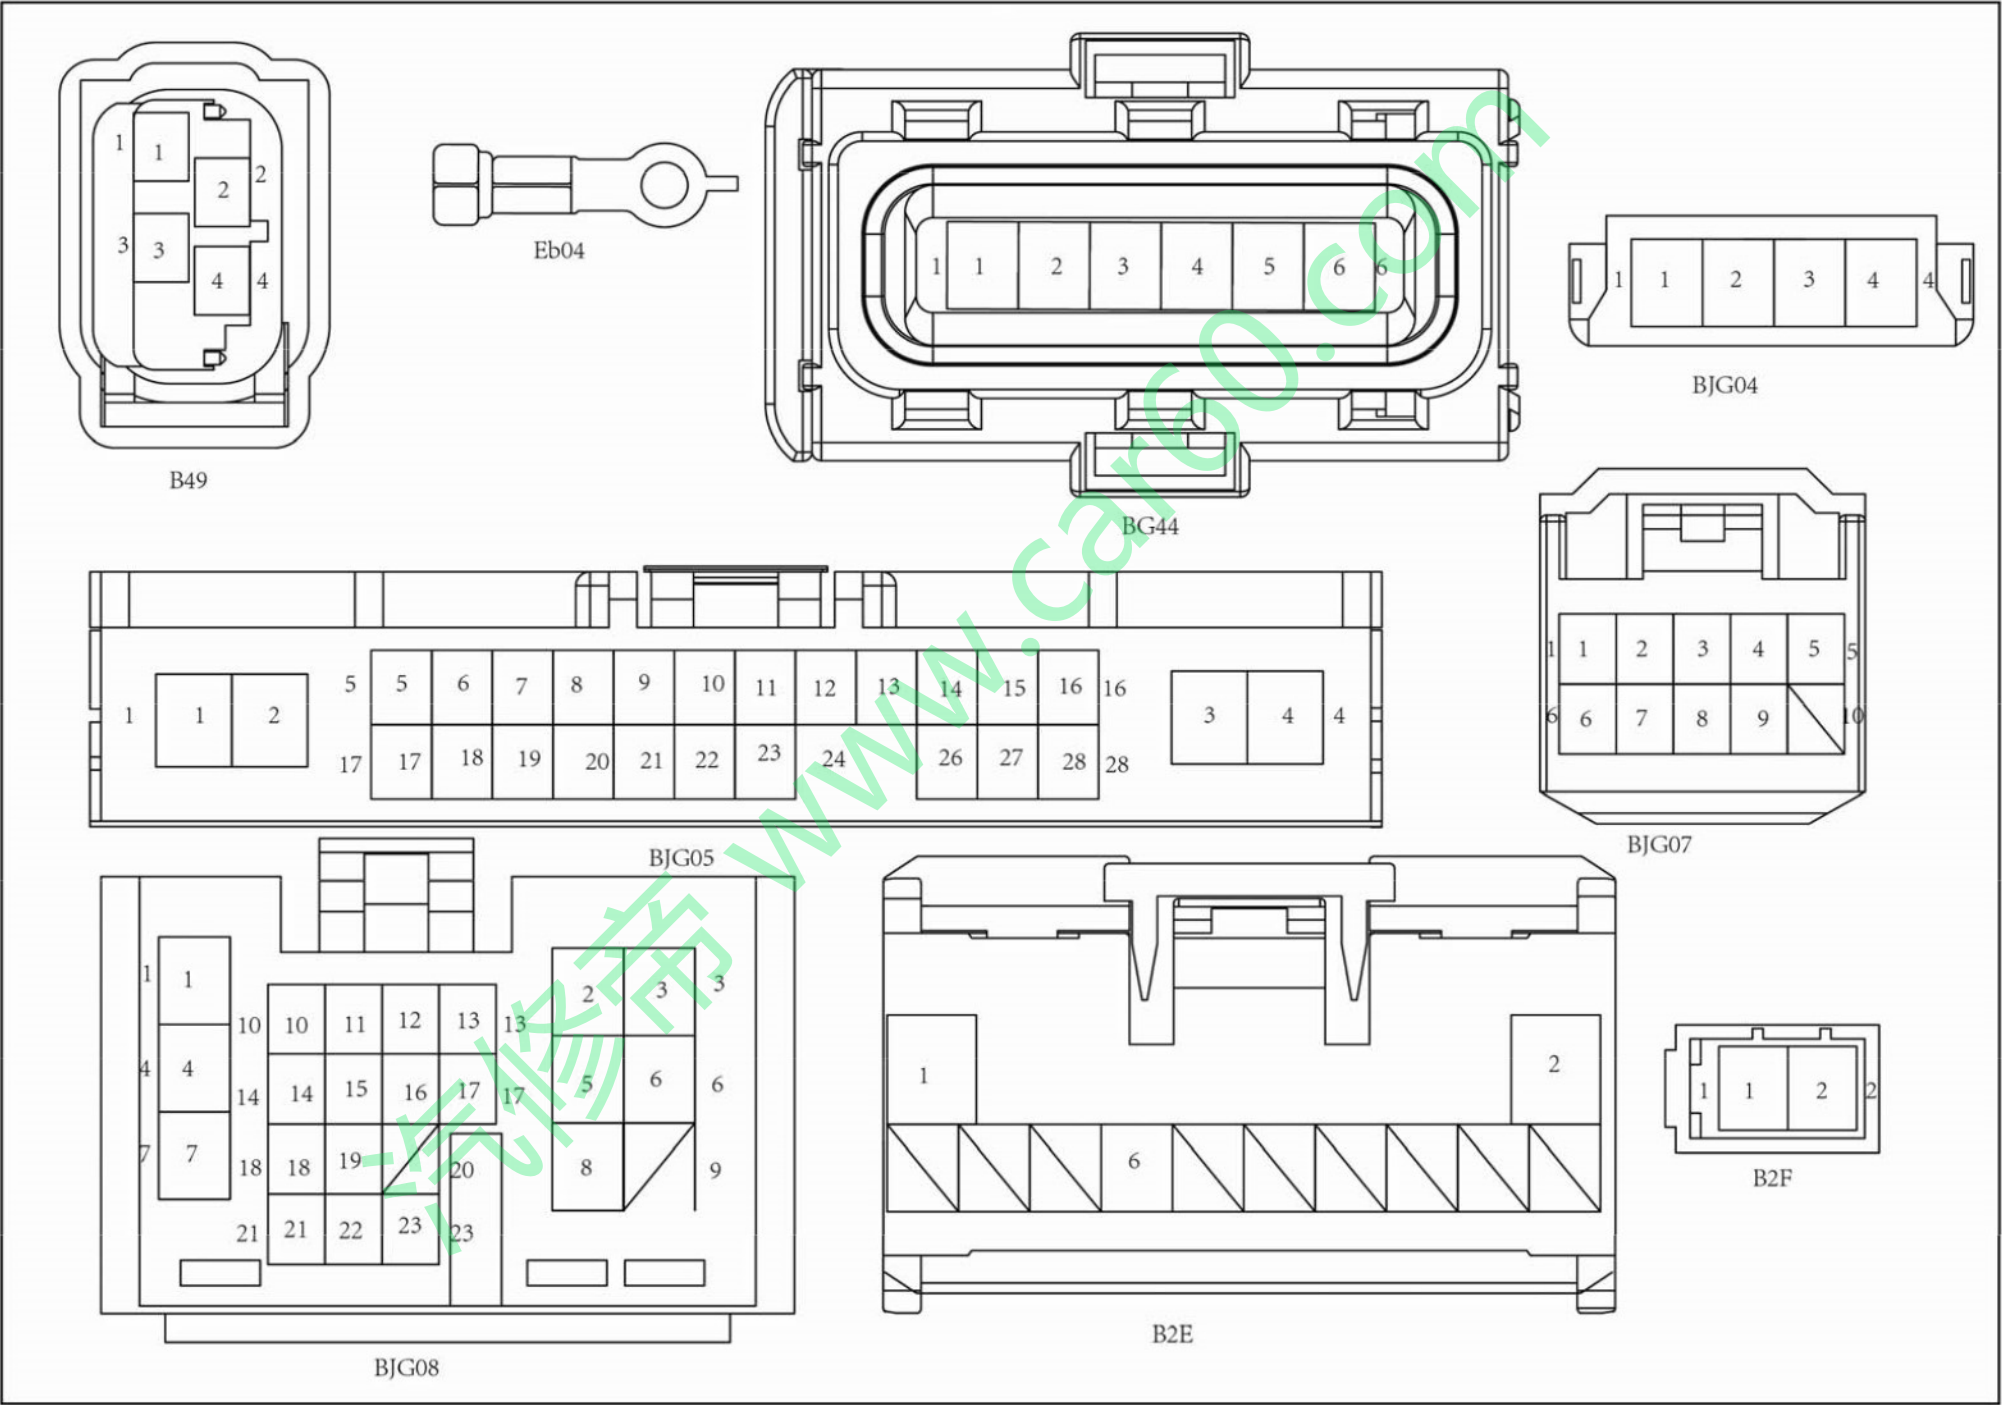 1 1
2 2
3 3
4 4
B49
Eb04
1 1 2 3 4 5 6 6
BG44
1 1 2 3 4 4
BJG04
1 1 2 3 4 5 5
6 6 7 8 9 10
BJG07
1 1 2
5 5 6 7 8 9 10 11 12 13 14 15 16 16
17 17 18 19 20 21 22 23 24 26 27 28 28
3 4 4
BJG05
1 1
4 4
7 7
10 10 11 12 13 13
14 14 15 16 17 17
18 18 19 20
21 21 22 23 23
2 3 3
5 6 6
8 9
BJG08
1 2
6
B2E
1 1 2 2
B2F
汽修帝 www.car60.com